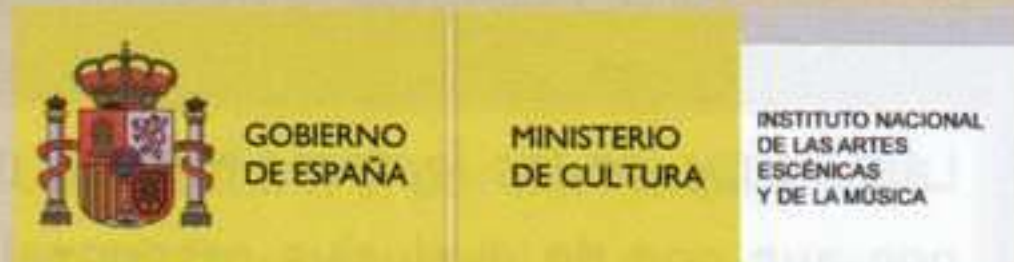 GOBIERNO
DE ESPAÑA
MINISTERIO
DE CULTURA
INSTITUTO NACIONAL
DE LAS ARTES
ESCÉNICAS
Y DE LA MÚSICA